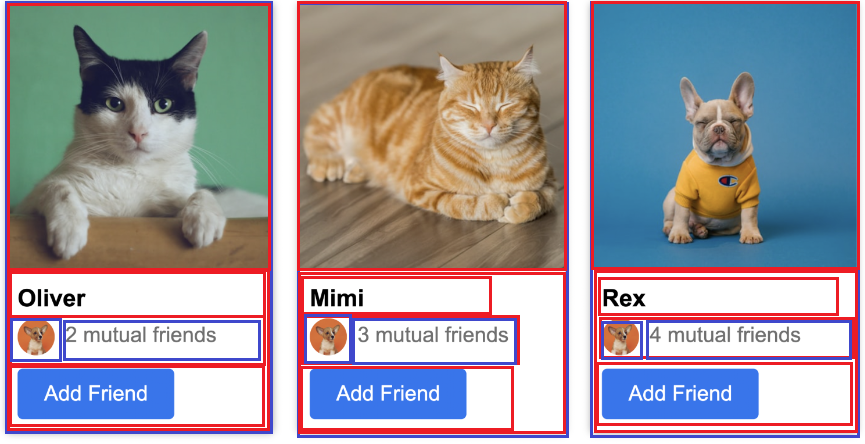 Oliver
2 mutual friends
Add Friend
Mimi
3 mutual friends
Add Friend
Rex
4 mutual friends
Add Friend